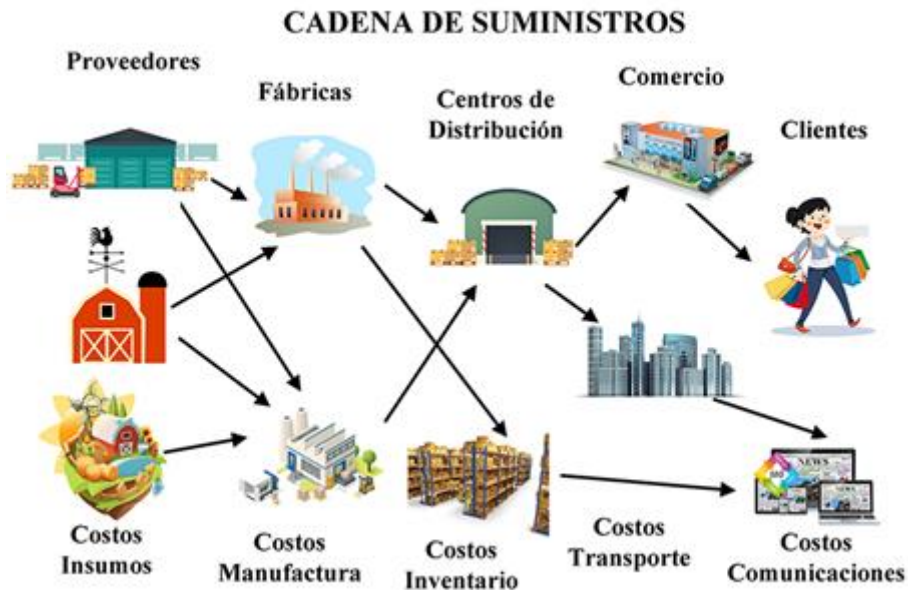 CADENA DE SUMINISTROS
Proveedores
Fábricas
Centros de
Distribución
Comercio
Clientes
NEWS
Costos
Insumos
Costos
Manufactura
Costos
Inventario
Costos
Transporte
Costos
Comunicaciones